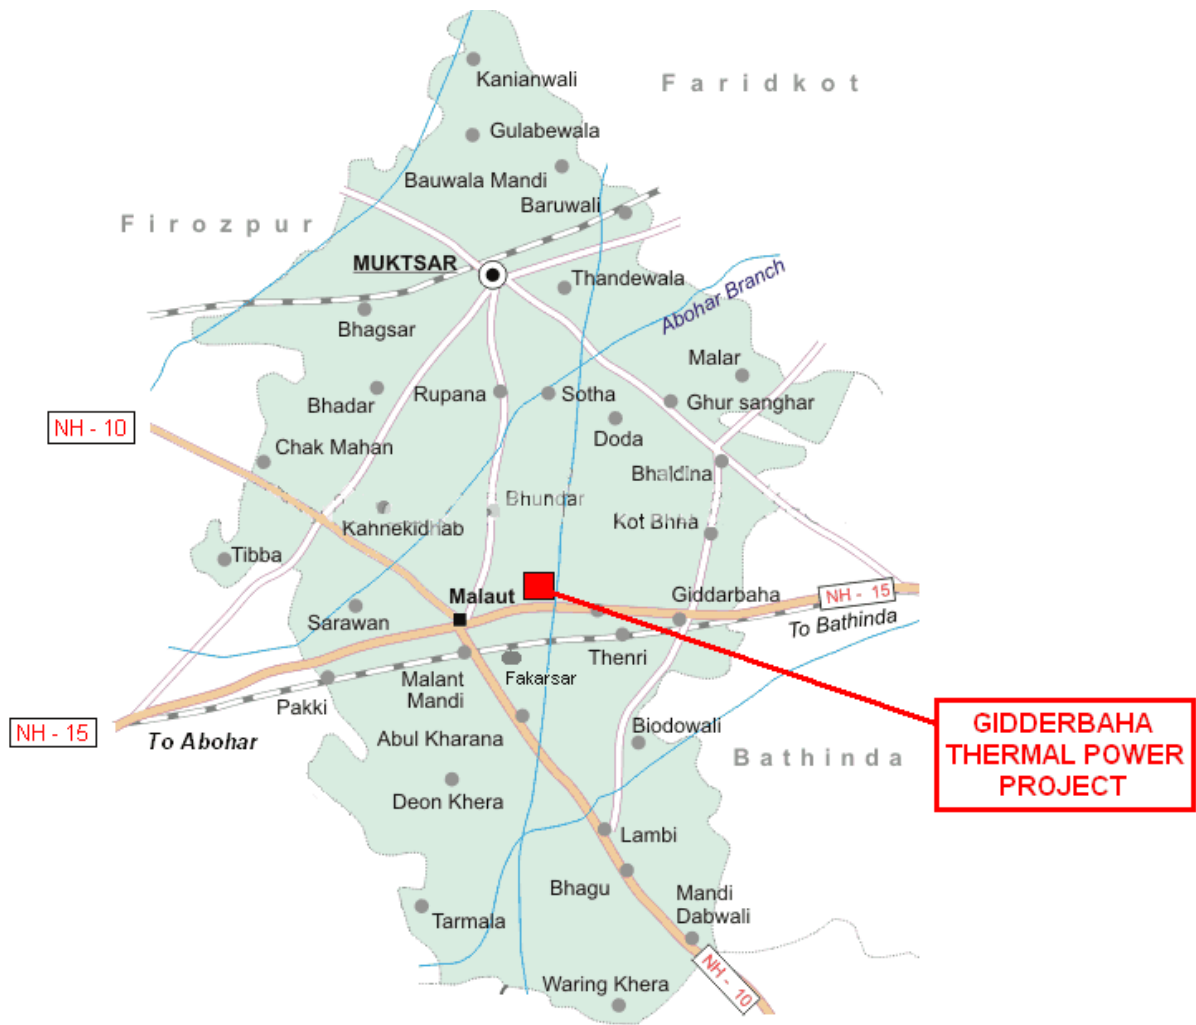 Kanianwali
Faridkot
Gulabewala
Bauwala Mandi
Baruwali
Firozpur
MUKTSAR
Thandewala
Abohar Branch
Bhagsar
Malar
Rupana
Sotha
Bhadar
Ghur sanghar
NH - 10
Doda
Chak Mahan
Bhaldina
Bhundar
Kot Bhha
Kahnekidhab
Tibba
Malaut
Giddarbaha
NH - 15
Sarawan
To Bathinda
Thenri
Malant
Mandi
Fakarsar
Pakki
GIDDERBAHA
THERMAL POWER
PROJECT
Biodowali
NH - 15
To Abohar
Abul Kharana
Bathinda
Deon Khera
Lambi
Bhagu
Mandi
Dabwali
Tarmala
NH - 10
Waring Khera